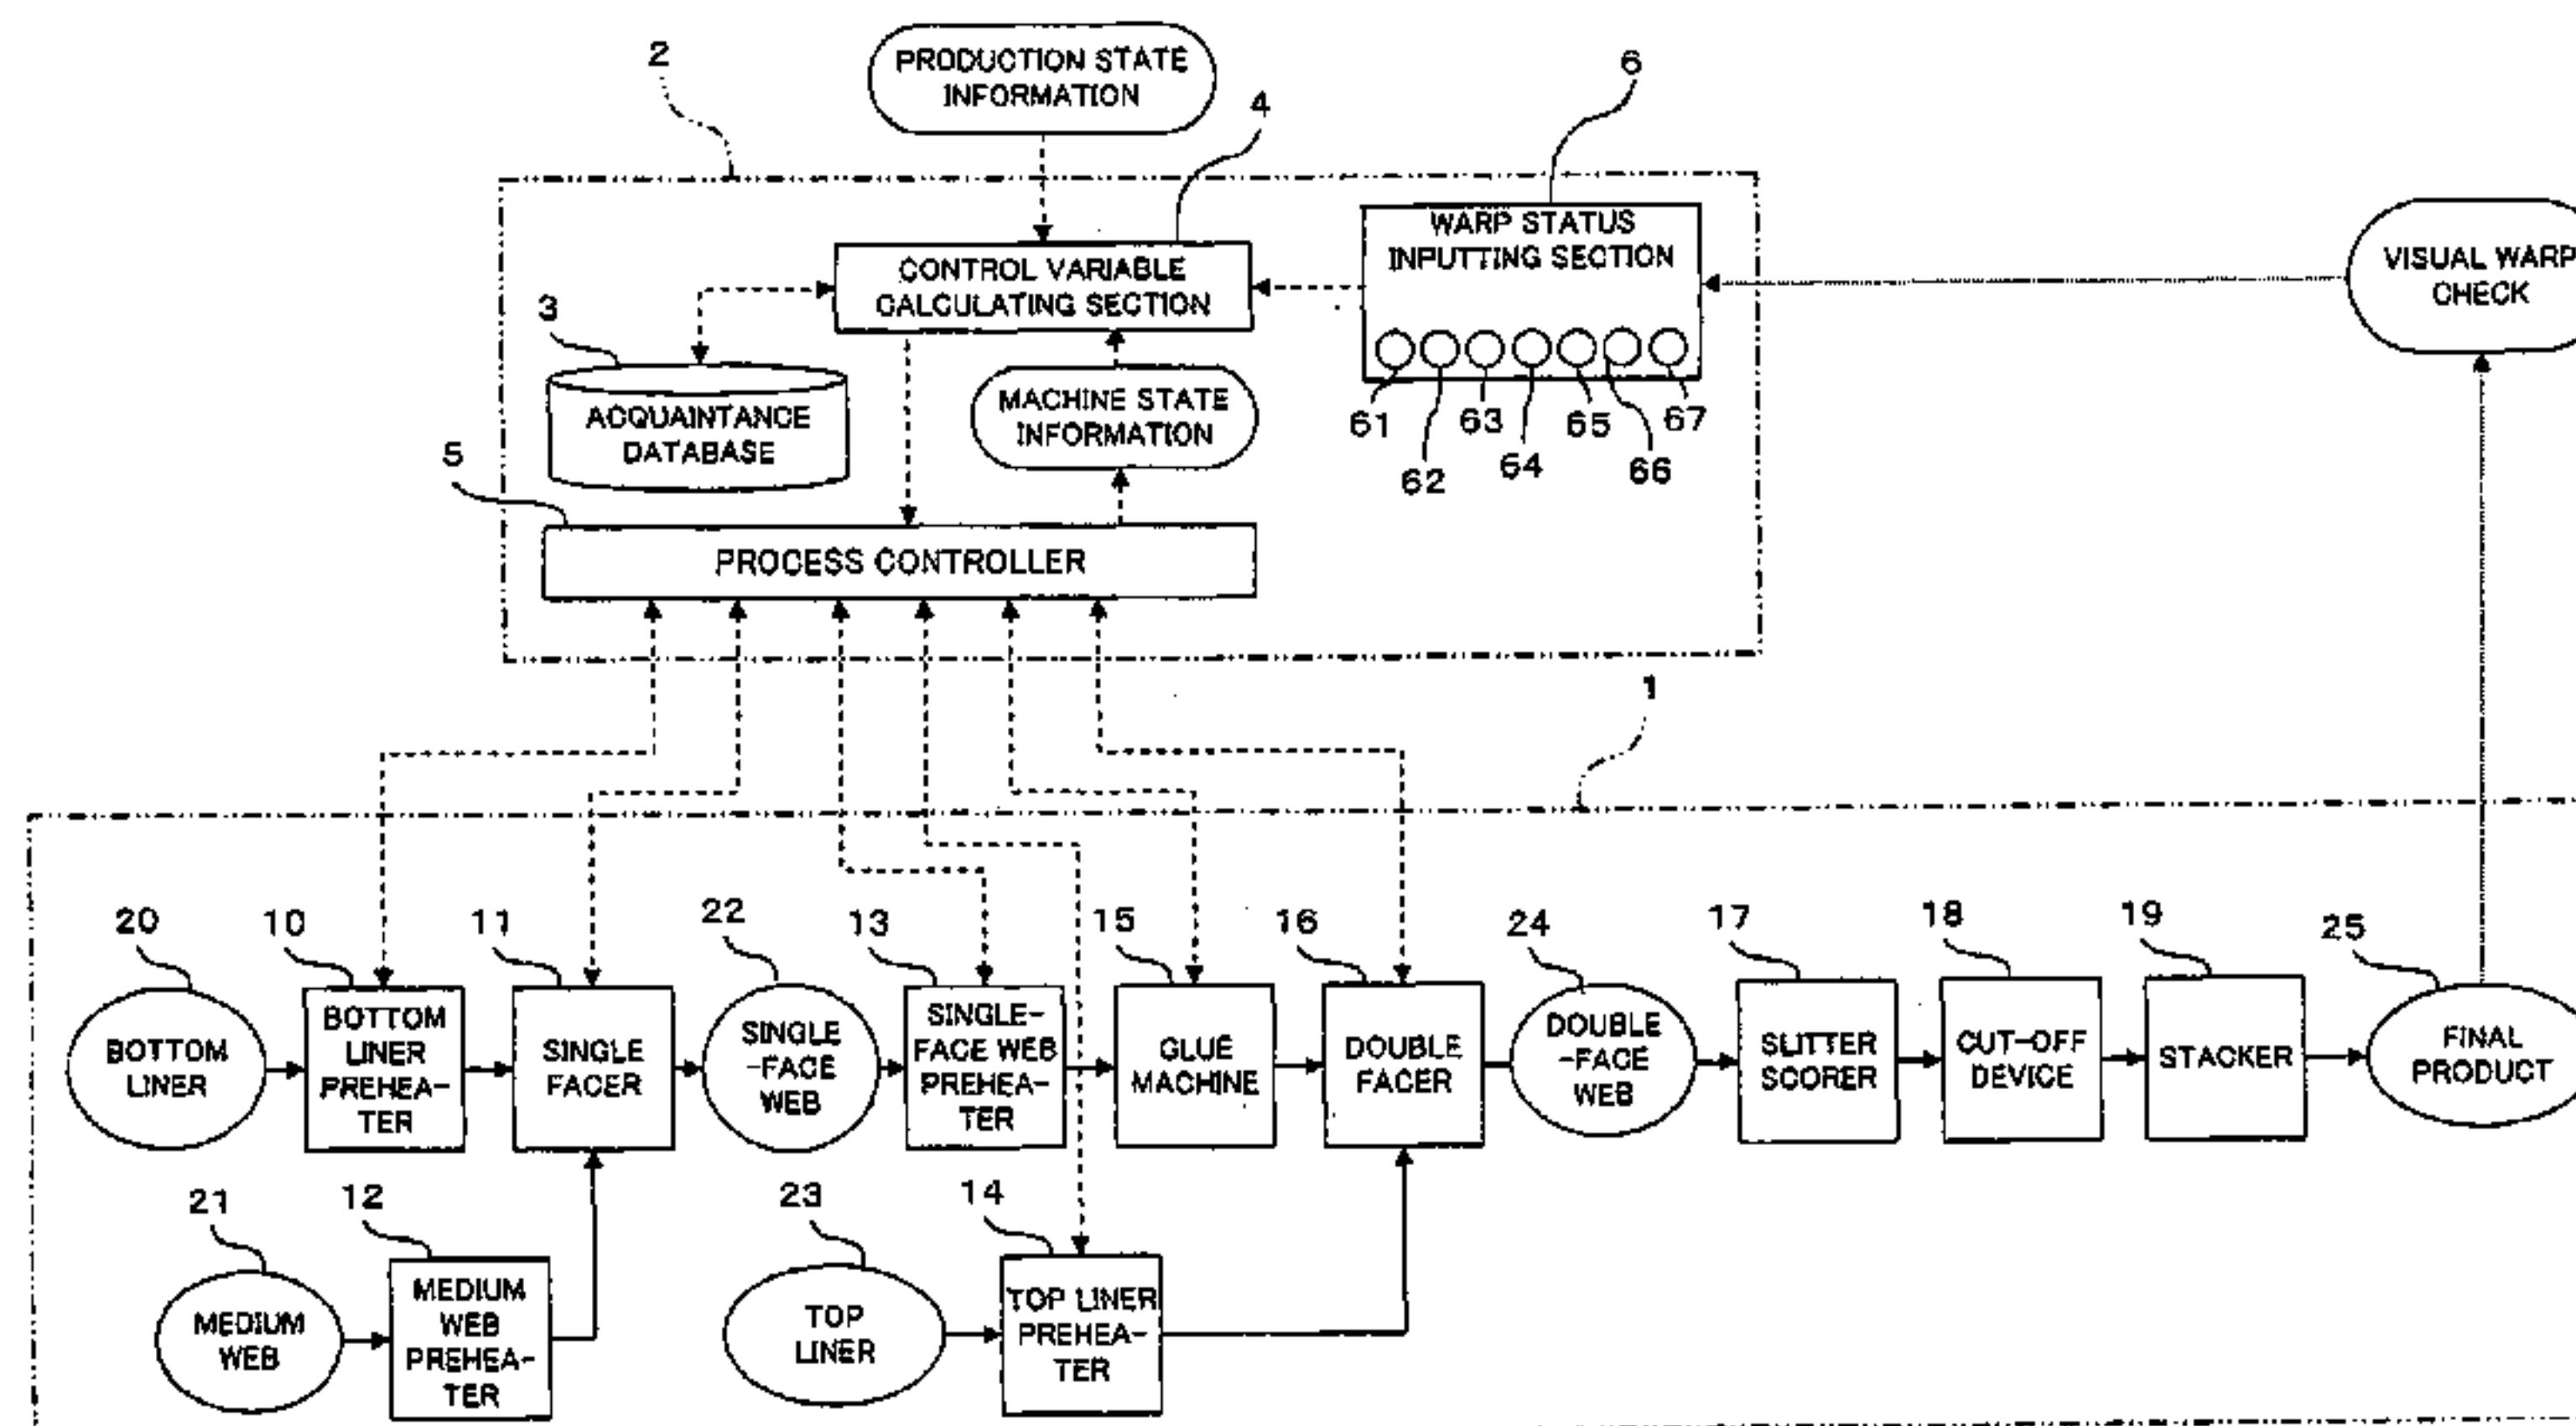 2
PRODUCTION STATE
INFORMATION
4
6
CONTROL VARIABLE
CALCULATING SECTION
WARP STATUS
INPUTTING SECTION
VISUAL WARP
CHECK
3
ACQUAINTANCE
DATABASE
MACHINE STATE
INFORMATION
61
62
63
64
65
66
67
5
PROCESS CONTROLLER
1
20
10
11
22
13
15
16
24
17
18
19
25
BOTTOM
LINER
BOTTOM
LINER
PREHEA-
TER
SINGLE
FACER
SINGLE
-FACE
WEB
SINGLE-
FACE WEB
PREHEA-
TER
GLUE
MACHINE
DOUBLE
FACER
DOUBLE
-FACE
WEB
SLITTER
SCORER
CUT-OFF
DEVICE
STACKER
FINAL
PRODUCT
21
12
23
14
MEDIUM
WEB
MEDIUM
WEB
PREHEA-
TER
TOP
LINER
TOP LINER
PREHEA-
TER